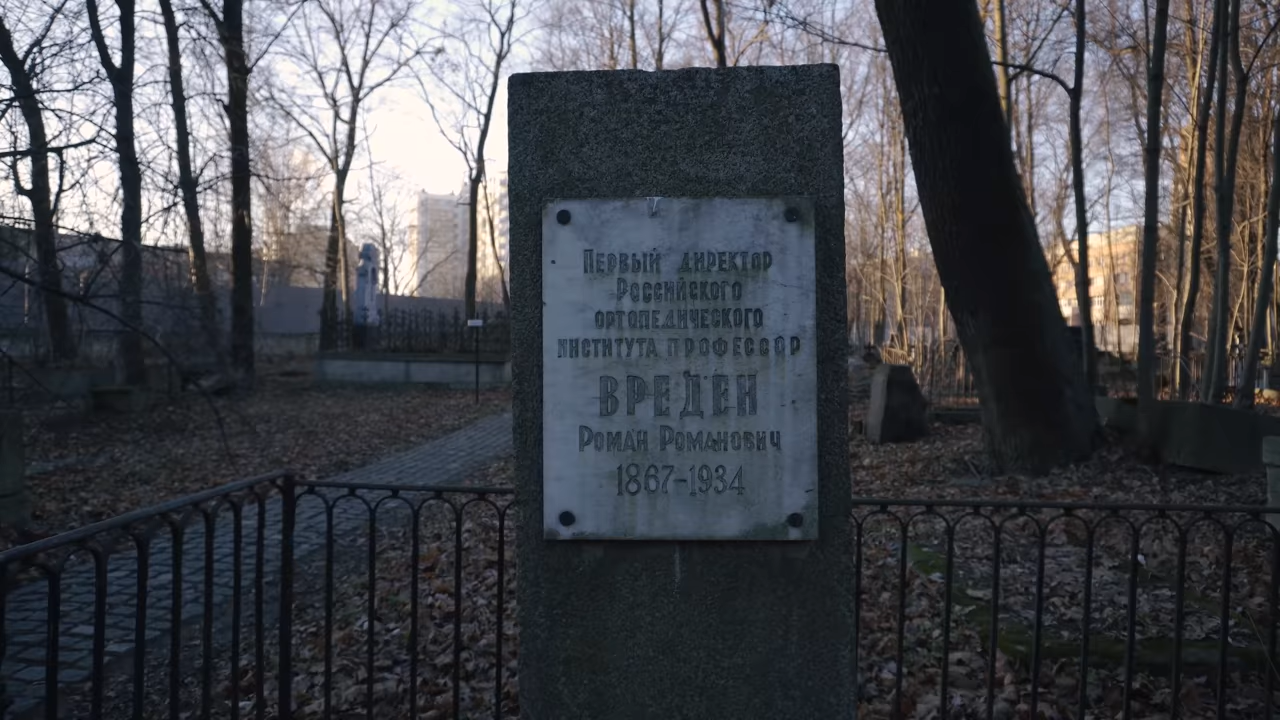 Первый директор
Российского
ортопедического
института профессор
ВРЕДЕН
Роман Романович
1867-1934